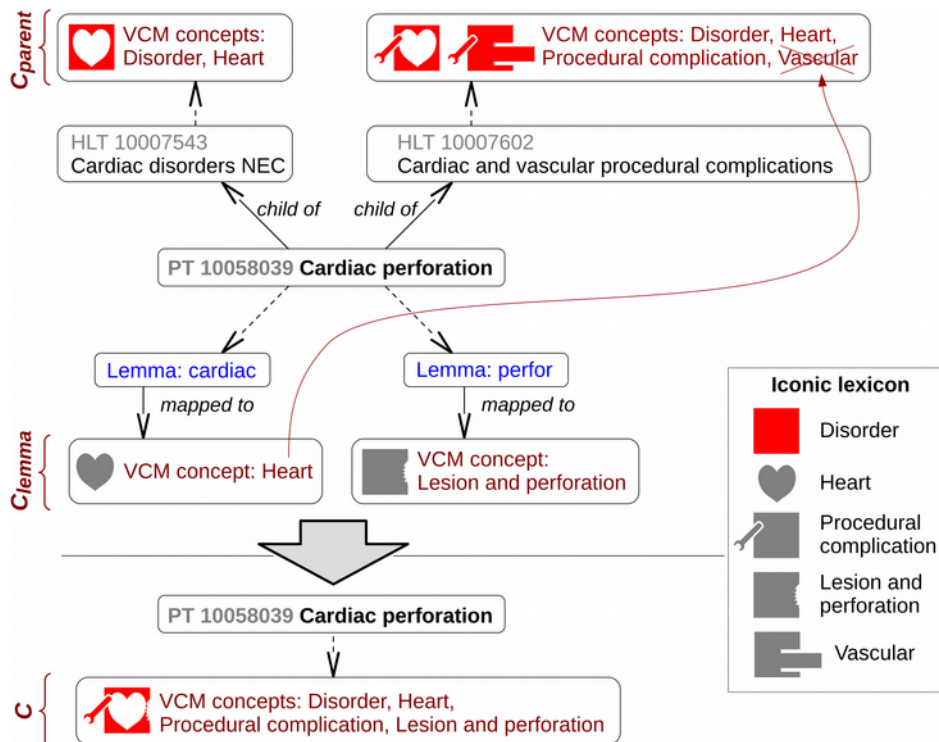 Cparent
VCM concepts:
Disorder, Heart
VCM concepts: Disorder, Heart,
Procedural complication, Vascular
HLT 10007543
Cardiac disorders NEC
HLT 10007602
Cardiac and vascular procedural complications
child of
child of
PT 10058039 Cardiac perforation
Lemma: cardiac
Lemma: perfor
mapped to
mapped to
Clemma
VCM concept: Heart
VCM concept:
Lesion and perforation
Iconic lexicon
Disorder
Heart
Procedural
complication
Lesion and
perforation
Vascular
PT 10058039 Cardiac perforation
C
VCM concepts: Disorder, Heart,
Procedural complication, Lesion and perforation